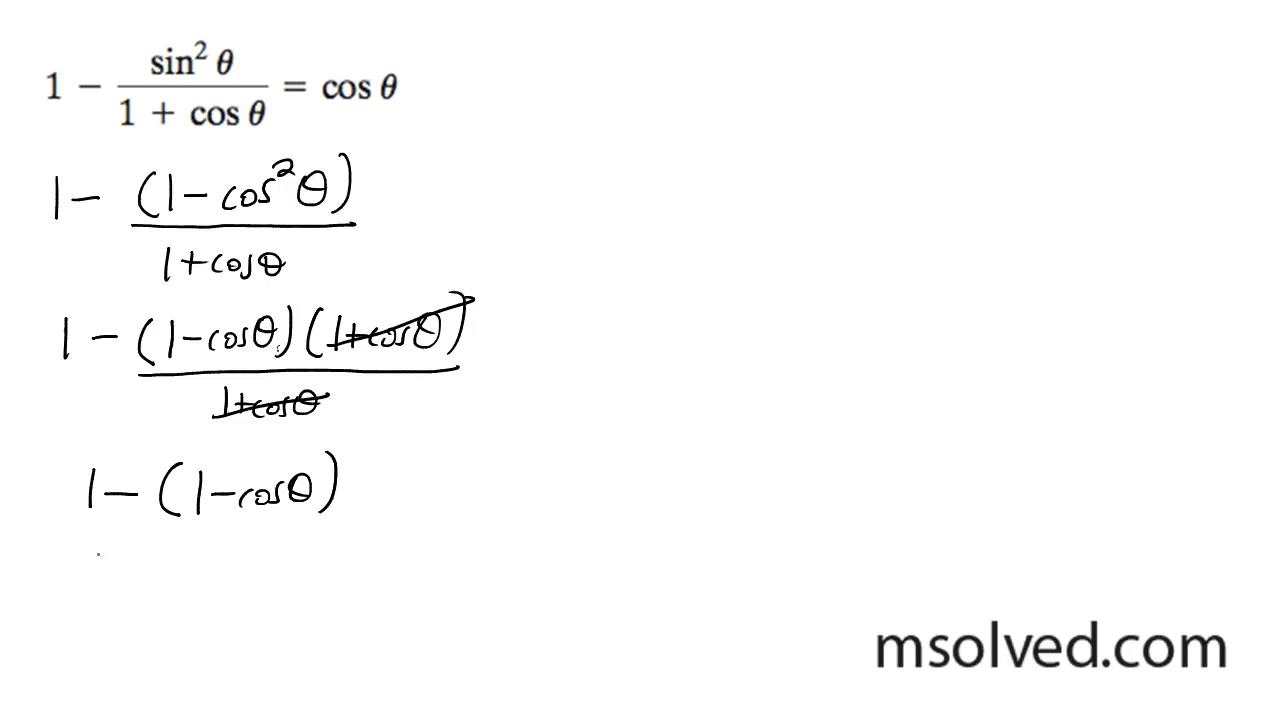 1 − sin² θ / 1 + cos θ = cos θ
1 − (1 − cos²θ) / 1 + cosθ
1 − (1 − cosθ)(1 + cosθ) / 1 + cosθ
1 − (1 − cosθ)
msolved.com